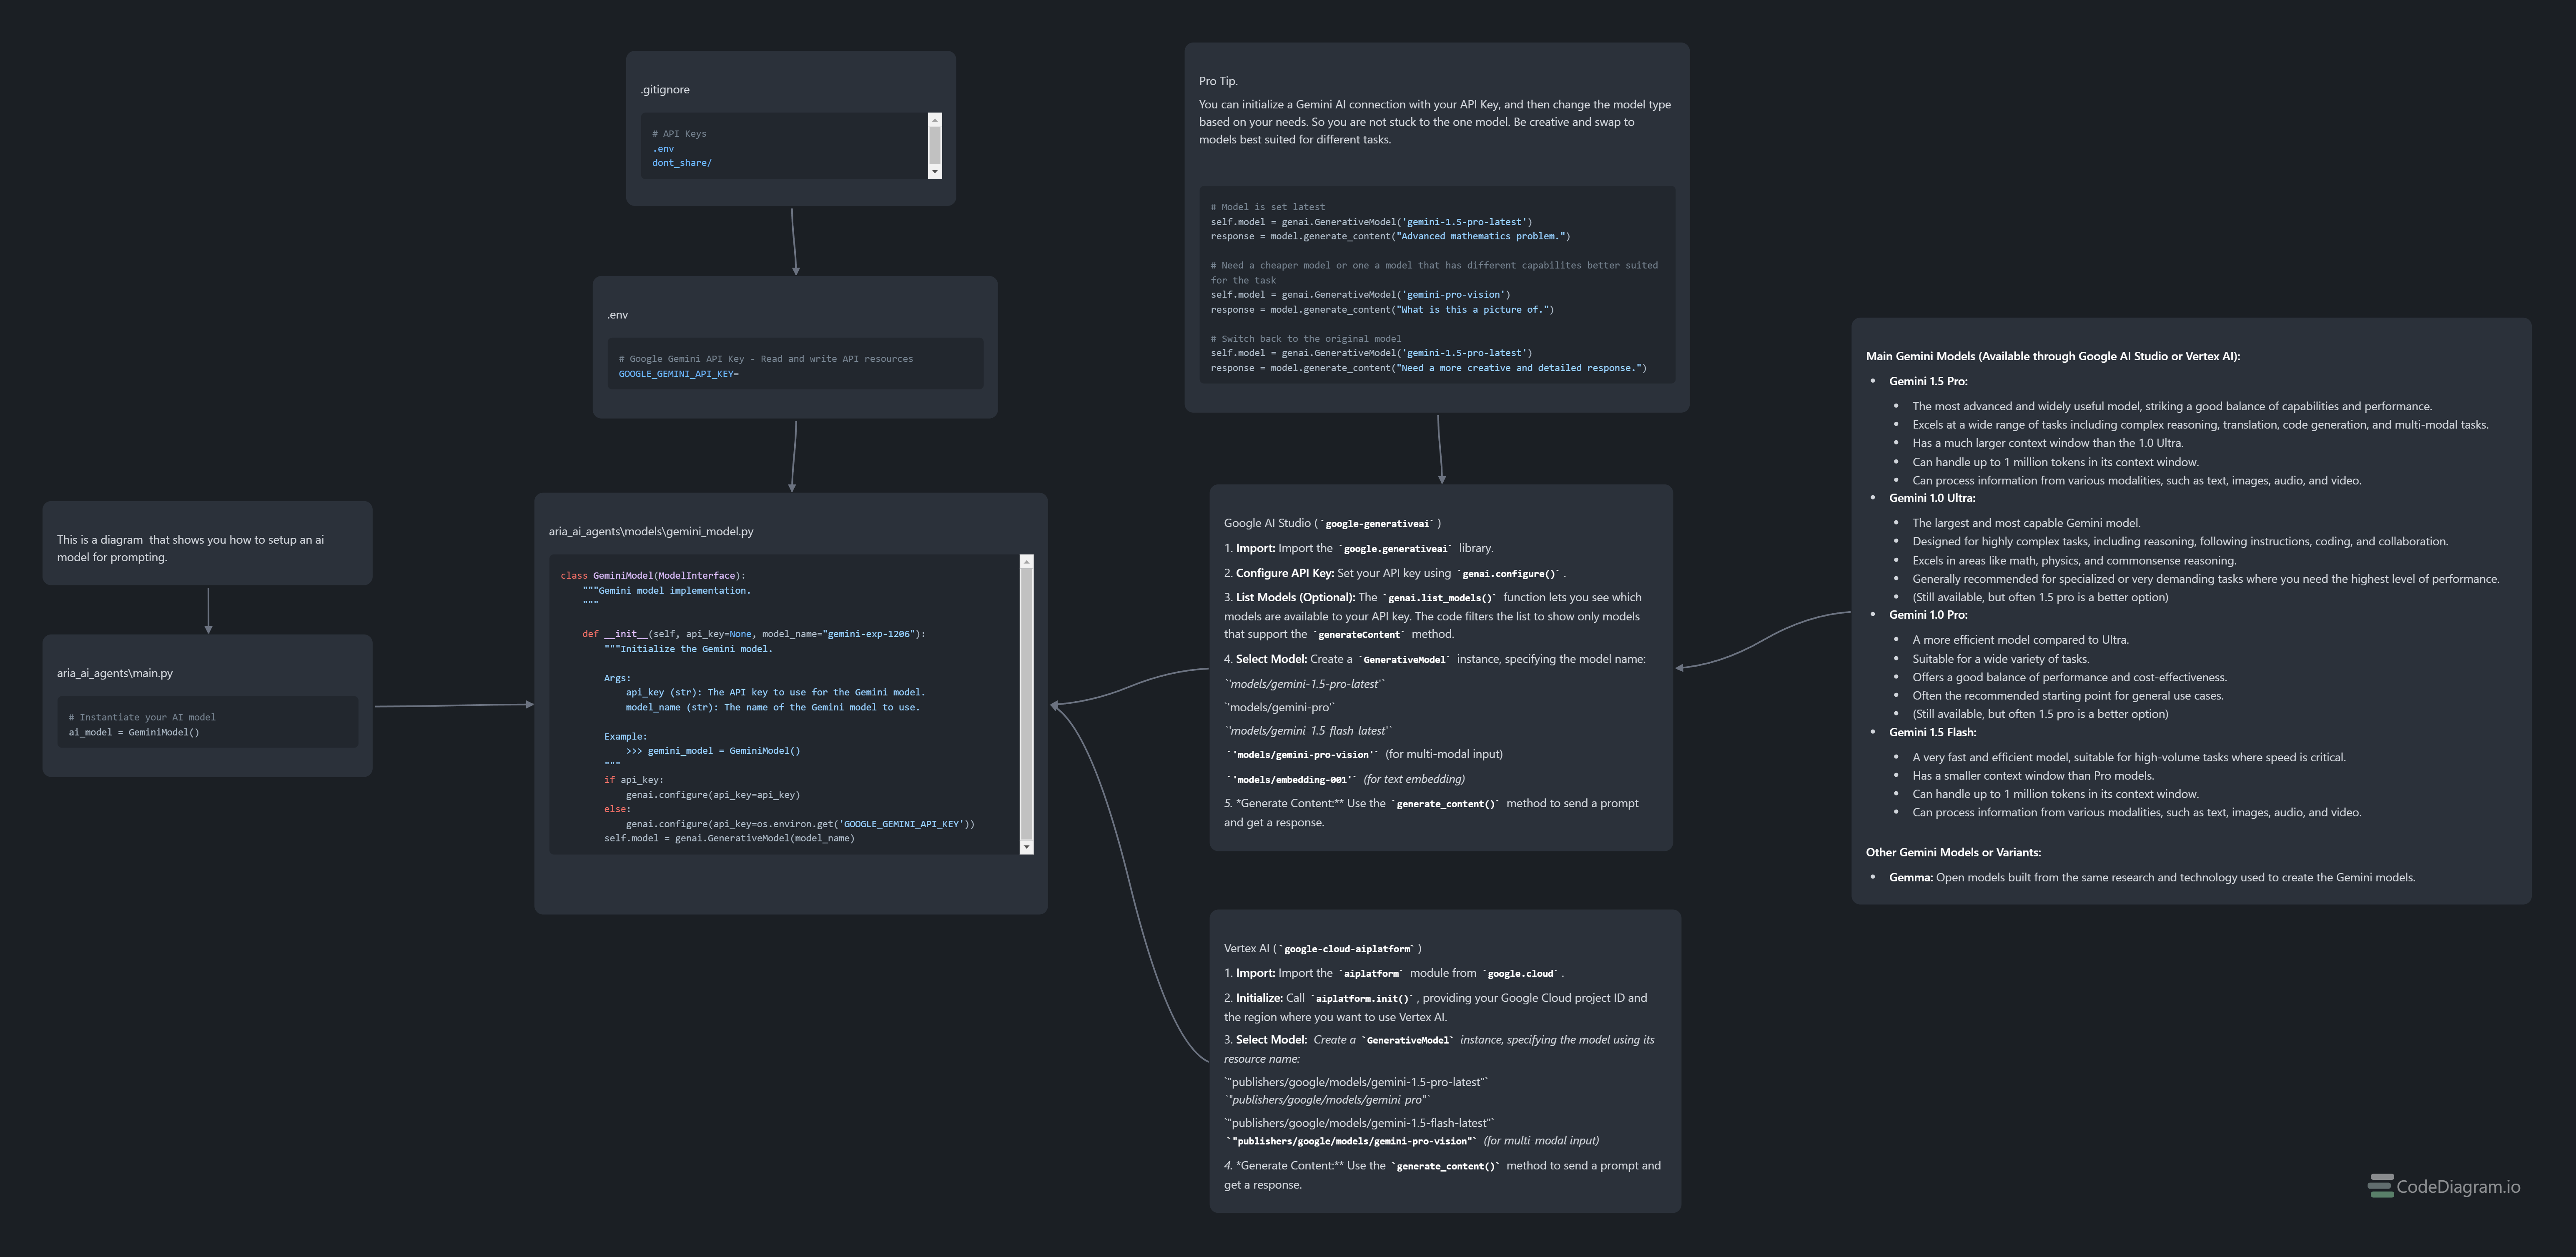 .gitignore
# API Keys
.env
dont_share/
.env
# Google Gemini API Key - Read and write API resources
GOOGLE_GEMINI_API_KEY=
This is a diagram  that shows you how to setup an ai
model for prompting.
aria_ai_agents\main.py
# Instantiate your AI model
ai_model = GeminiModel()
aria_ai_agents\models\gemini_model.py
class GeminiModel(ModelInterface):
    """Gemini model implementation.
    """
    def __init__(self, api_key=None, model_name="gemini-exp-1206"):
        """Initialize the Gemini model.
        Args:
            api_key (str): The API key to use for the Gemini model.
            model_name (str): The name of the Gemini model to use.
        Example:
            >>> gemini_model = GeminiModel()
        """
        if api_key:
            genai.configure(api_key=api_key)
        else:
            genai.configure(api_key=os.environ.get('GOOGLE_GEMINI_API_KEY'))
        self.model = genai.GenerativeModel(model_name)
Pro Tip.
You can initialize a Gemini AI connection with your API Key, and then change the model type
based on your needs. So you are not stuck to the one model. Be creative and swap to
models best suited for different tasks.
# Model is set latest
self.model = genai.GenerativeModel('gemini-1.5-pro-latest')
response = model.generate_content("Advanced mathematics problem.")
# Need a cheaper model or one a model that has different capabilites better suited
for the task
self.model = genai.GenerativeModel('gemini-pro-vision')
response = model.generate_content("What is this a picture of.")
# Switch back to the original model
self.model = genai.GenerativeModel('gemini-1.5-pro-latest')
response = model.generate_content("Need a more creative and detailed response.")
Google AI Studio (`google-generativeai`)
1. Import: Import the `google.generativeai` library.
2. Configure API Key: Set your API key using `genai.configure()`.
3. List Models (Optional): The `genai.list_models()` function lets you see which
models are available to your API key. The code filters the list to show only models
that support the `generateContent` method.
4. Select Model: Create a `GenerativeModel` instance, specifying the model name:
`'models/gemini-1.5-pro-latest'`
`'models/gemini-pro'`
`'models/gemini-1.5-flash-latest'`
`'models/gemini-pro-vision'` (for multi-modal input)
`'models/embedding-001'` (for text embedding)
5. *Generate Content:** Use the `generate_content()` method to send a prompt
and get a response.
Vertex AI (`google-cloud-aiplatform`)
1. Import: Import the `aiplatform` module from `google.cloud`.
2. Initialize: Call `aiplatform.init()`, providing your Google Cloud project ID and
the region where you want to use Vertex AI.
3. Select Model: Create a `GenerativeModel` instance, specifying the model using its
resource name:
`"publishers/google/models/gemini-1.5-pro-latest"`
`"publishers/google/models/gemini-pro"`
`"publishers/google/models/gemini-1.5-flash-latest"`
`"publishers/google/models/gemini-pro-vision"` (for multi-modal input)
4. *Generate Content:** Use the `generate_content()` method to send a prompt and
get a response.
Main Gemini Models (Available through Google AI Studio or Vertex AI):
• Gemini 1.5 Pro:
• The most advanced and widely useful model, striking a good balance of capabilities and performance.
• Excels at a wide range of tasks including complex reasoning, translation, code generation, and multi-modal tasks.
• Has a much larger context window than the 1.0 Ultra.
• Can handle up to 1 million tokens in its context window.
• Can process information from various modalities, such as text, images, audio, and video.
• Gemini 1.0 Ultra:
• The largest and most capable Gemini model.
• Designed for highly complex tasks, including reasoning, following instructions, coding, and collaboration.
• Excels in areas like math, physics, and commonsense reasoning.
• Generally recommended for specialized or very demanding tasks where you need the highest level of performance.
• (Still available, but often 1.5 pro is a better option)
• Gemini 1.0 Pro:
• A more efficient model compared to Ultra.
• Suitable for a wide variety of tasks.
• Offers a good balance of performance and cost-effectiveness.
• Often the recommended starting point for general use cases.
• (Still available, but often 1.5 pro is a better option)
• Gemini 1.5 Flash:
• A very fast and efficient model, suitable for high-volume tasks where speed is critical.
• Has a smaller context window than Pro models.
• Can handle up to 1 million tokens in its context window.
• Can process information from various modalities, such as text, images, audio, and video.
Other Gemini Models or Variants:
• Gemma: Open models built from the same research and technology used to create the Gemini models.
CodeDiagram.io